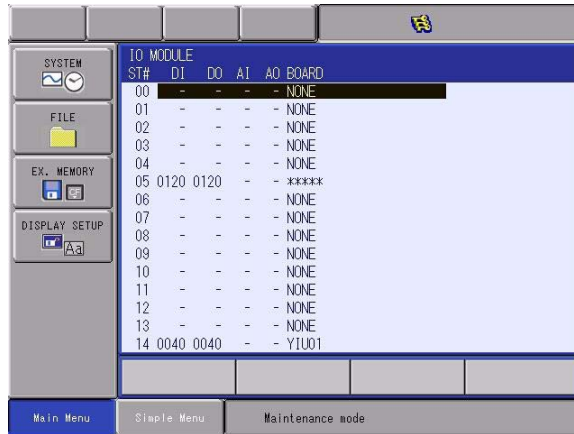 SYSTEM
FILE
EX. MEMORY
CF
DISPLAY SETUP
Aa
IO MODULE
ST# DI DO AI AO BOARD
00 - - - - NONE
01 - - - - NONE
02 - - - - NONE
03 - - - - NONE
04 - - - - NONE
05 0120 0120 - - *****
06 - - - - NONE
07 - - - - NONE
08 - - - - NONE
09 - - - - NONE
10 - - - - NONE
11 - - - - NONE
12 - - - - NONE
13 - - - - NONE
14 0040 0040 - - YIU01
Main Menu
Simple Menu
Maintenance mode